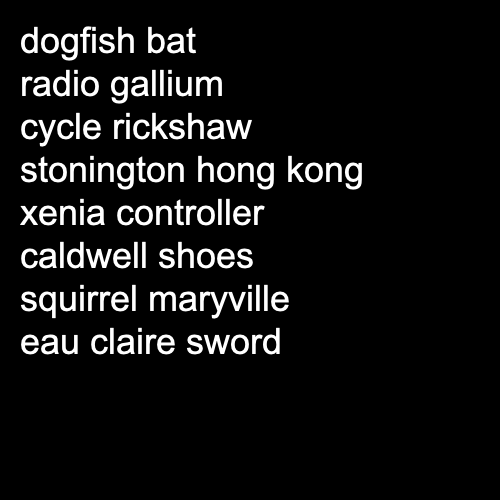 dogfish bat
radio gallium
cycle rickshaw
stonington hong kong
xenia controller
caldwell shoes
squirrel maryville
eau claire sword